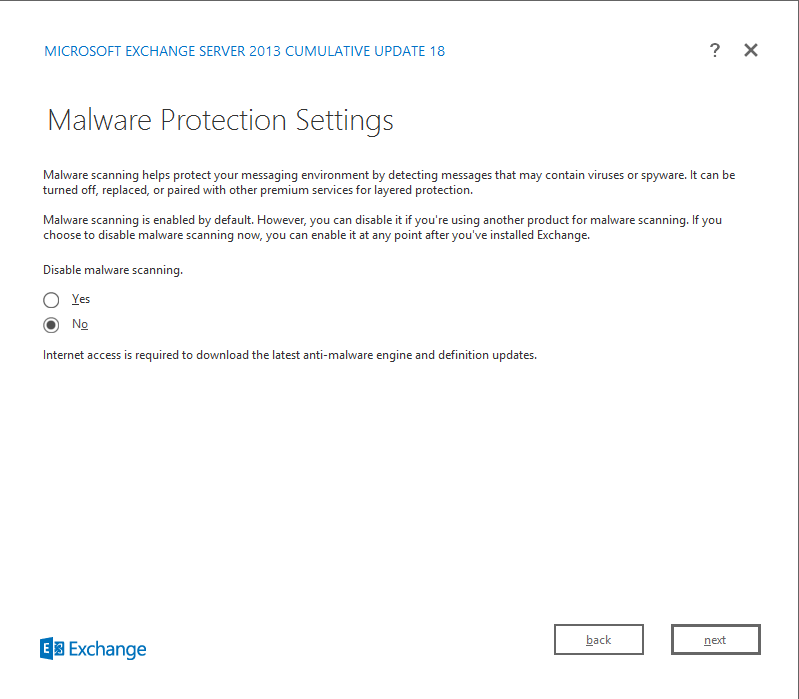 MICROSOFT EXCHANGE SERVER 2013 CUMULATIVE UPDATE 18
?
Malware Protection Settings
Malware scanning helps protect your messaging environment by detecting messages that may contain viruses or spyware. It can be
turned off, replaced, or paired with other premium services for layered protection.
Malware scanning is enabled by default. However, you can disable it if you're using another product for malware scanning. If you
choose to disable malware scanning now, you can enable it at any point after you've installed Exchange.
Disable malware scanning.
Yes
No
Internet access is required to download the latest anti-malware engine and definition updates.
E Exchange
back
next